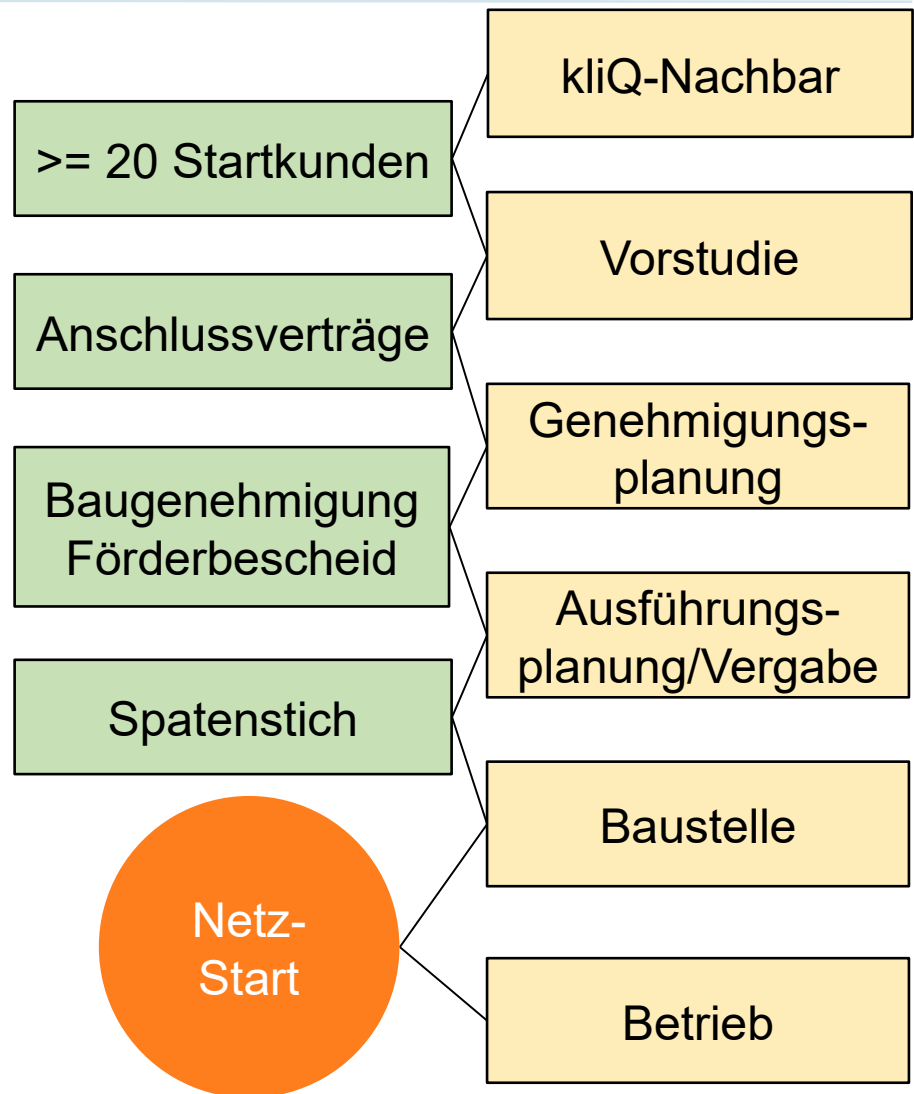 kliQ-Nachbar
>= 20 Startkunden
Vorstudie
Anschlussverträge
Genehmigungs-
planung
Baugenehmigung
Förderbescheid
Ausführungs-
planung/Vergabe
Spatenstich
Baustelle
Netz-
Start
Betrieb